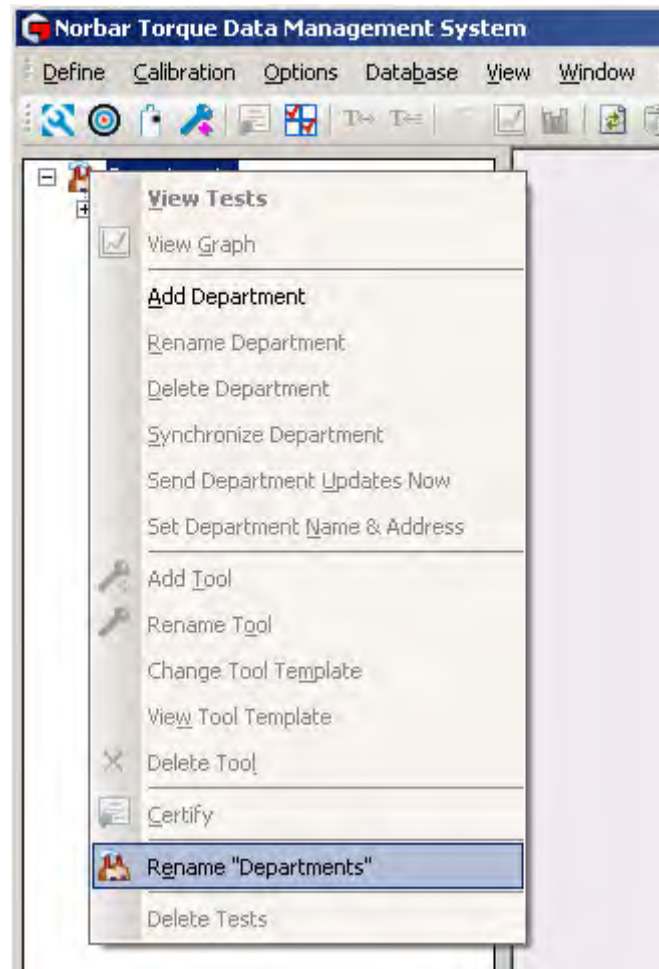 Norbar Torque Data Management System
Define Calibration Options Database View Window
View Tests
View Graph
Add Department
Rename Department
Delete Department
Synchronize Department
Send Department Updates Now
Set Department Name & Address
Add Tool
Rename Tool
Change Tool Template
View Tool Template
Delete Tool
Certify
Rename "Departments"
Delete Tests